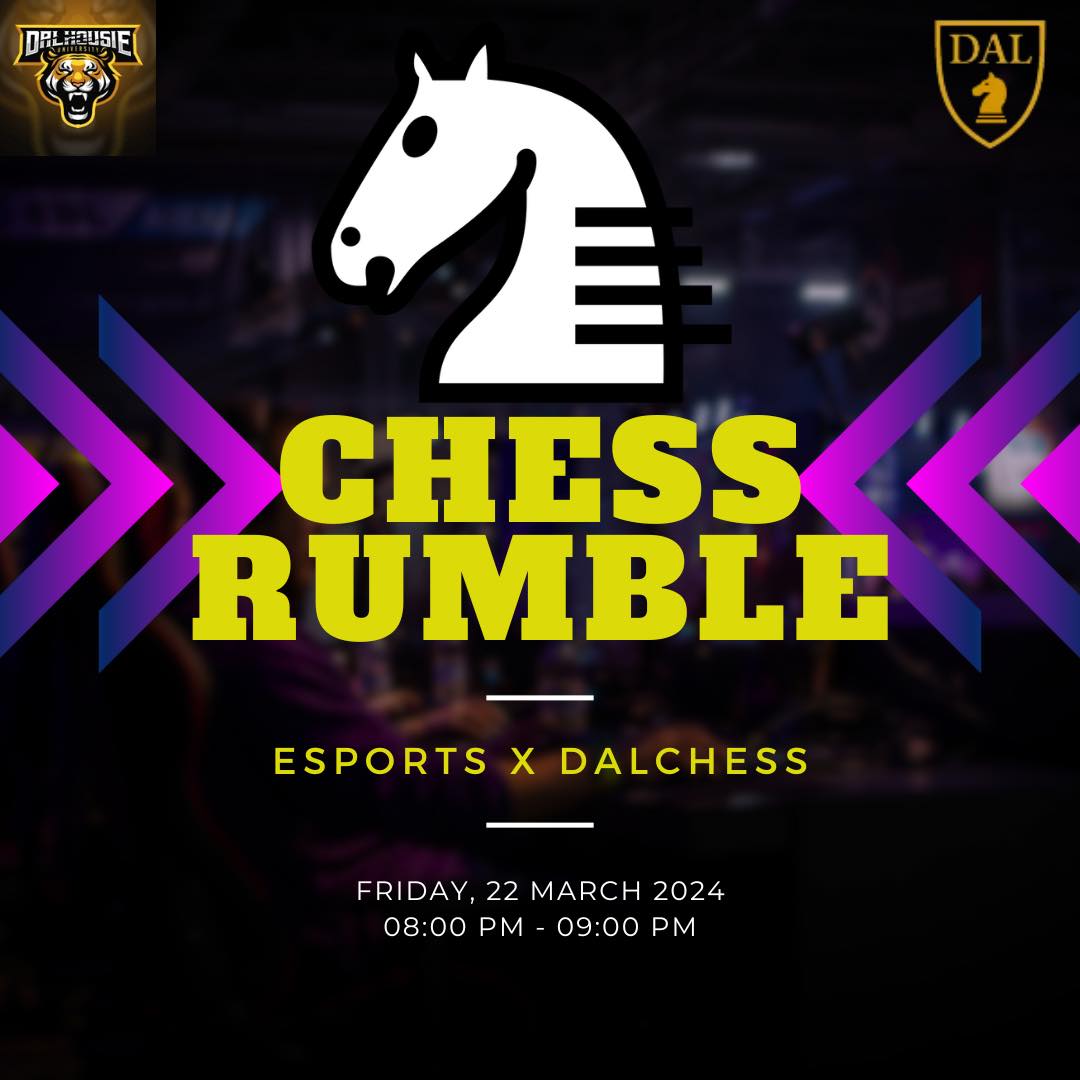 DALHOUSIE
UNIVERSITY
DAL
CHESS
RUMBLE
ESPORTS X DALCHESS
FRIDAY, 22 MARCH 2024
08:00 PM - 09:00 PM